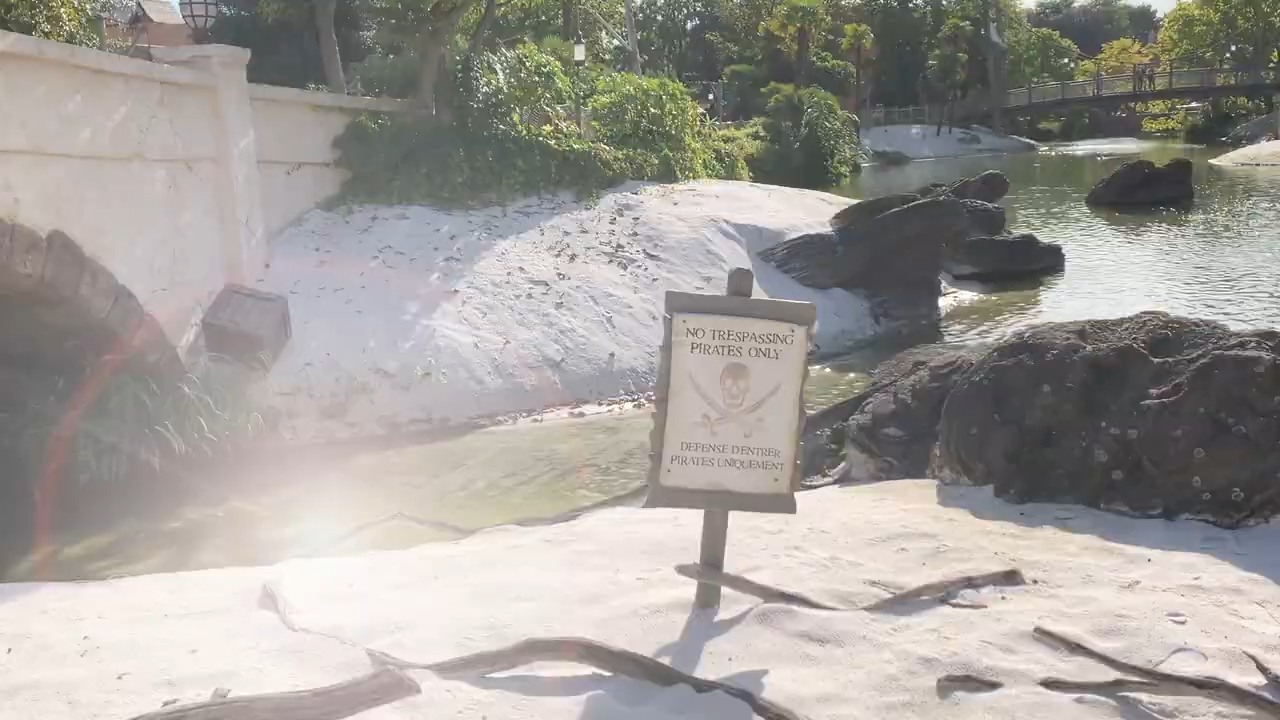 NO TRESPASSING
PIRATES ONLY
DEFENSE D'ENTRER
PIRATES UNIQUEMENT